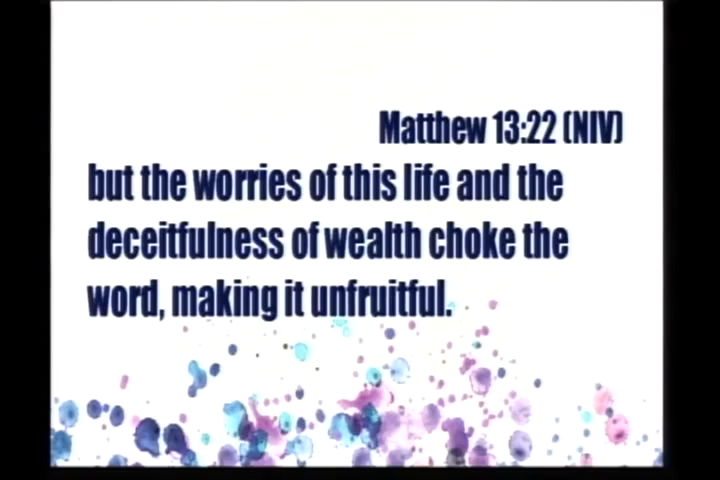 Matthew 13:22 (NIV)
but the worries of this life and the
deceitfulness of wealth choke the
word, making it unfruitful.